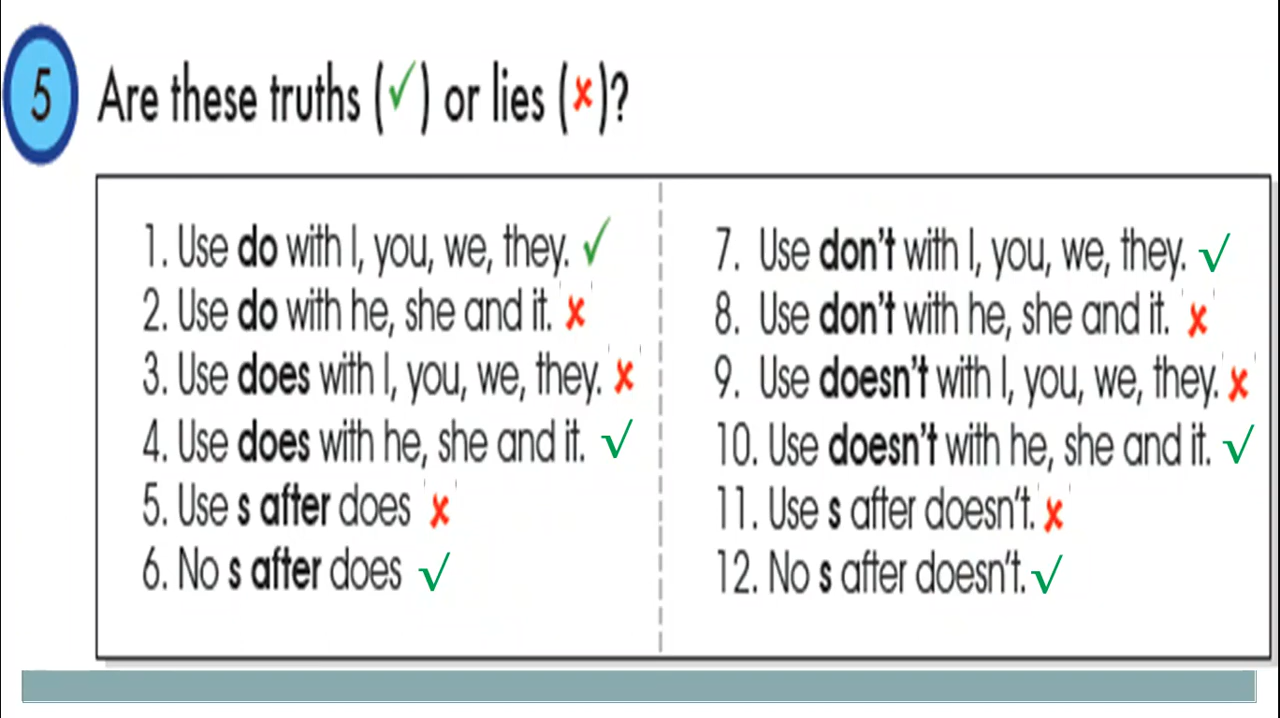 5 Are these truths (✓) or lies (✗)?
1. Use do with I, you, we, they. ✓
2. Use do with he, she and it. ✗
3. Use does with I, you, we, they. ✗
4. Use does with he, she and it. √
5. Use s after does ✗
6. No s after does √
7. Use don't with I, you, we, they. √
8. Use don't with he, she and it. ✗
9. Use doesn't with I, you, we, they. ✗
10. Use doesn't with he, she and it. √
11. Use s after doesn't. ✗
12. No s after doesn't. √